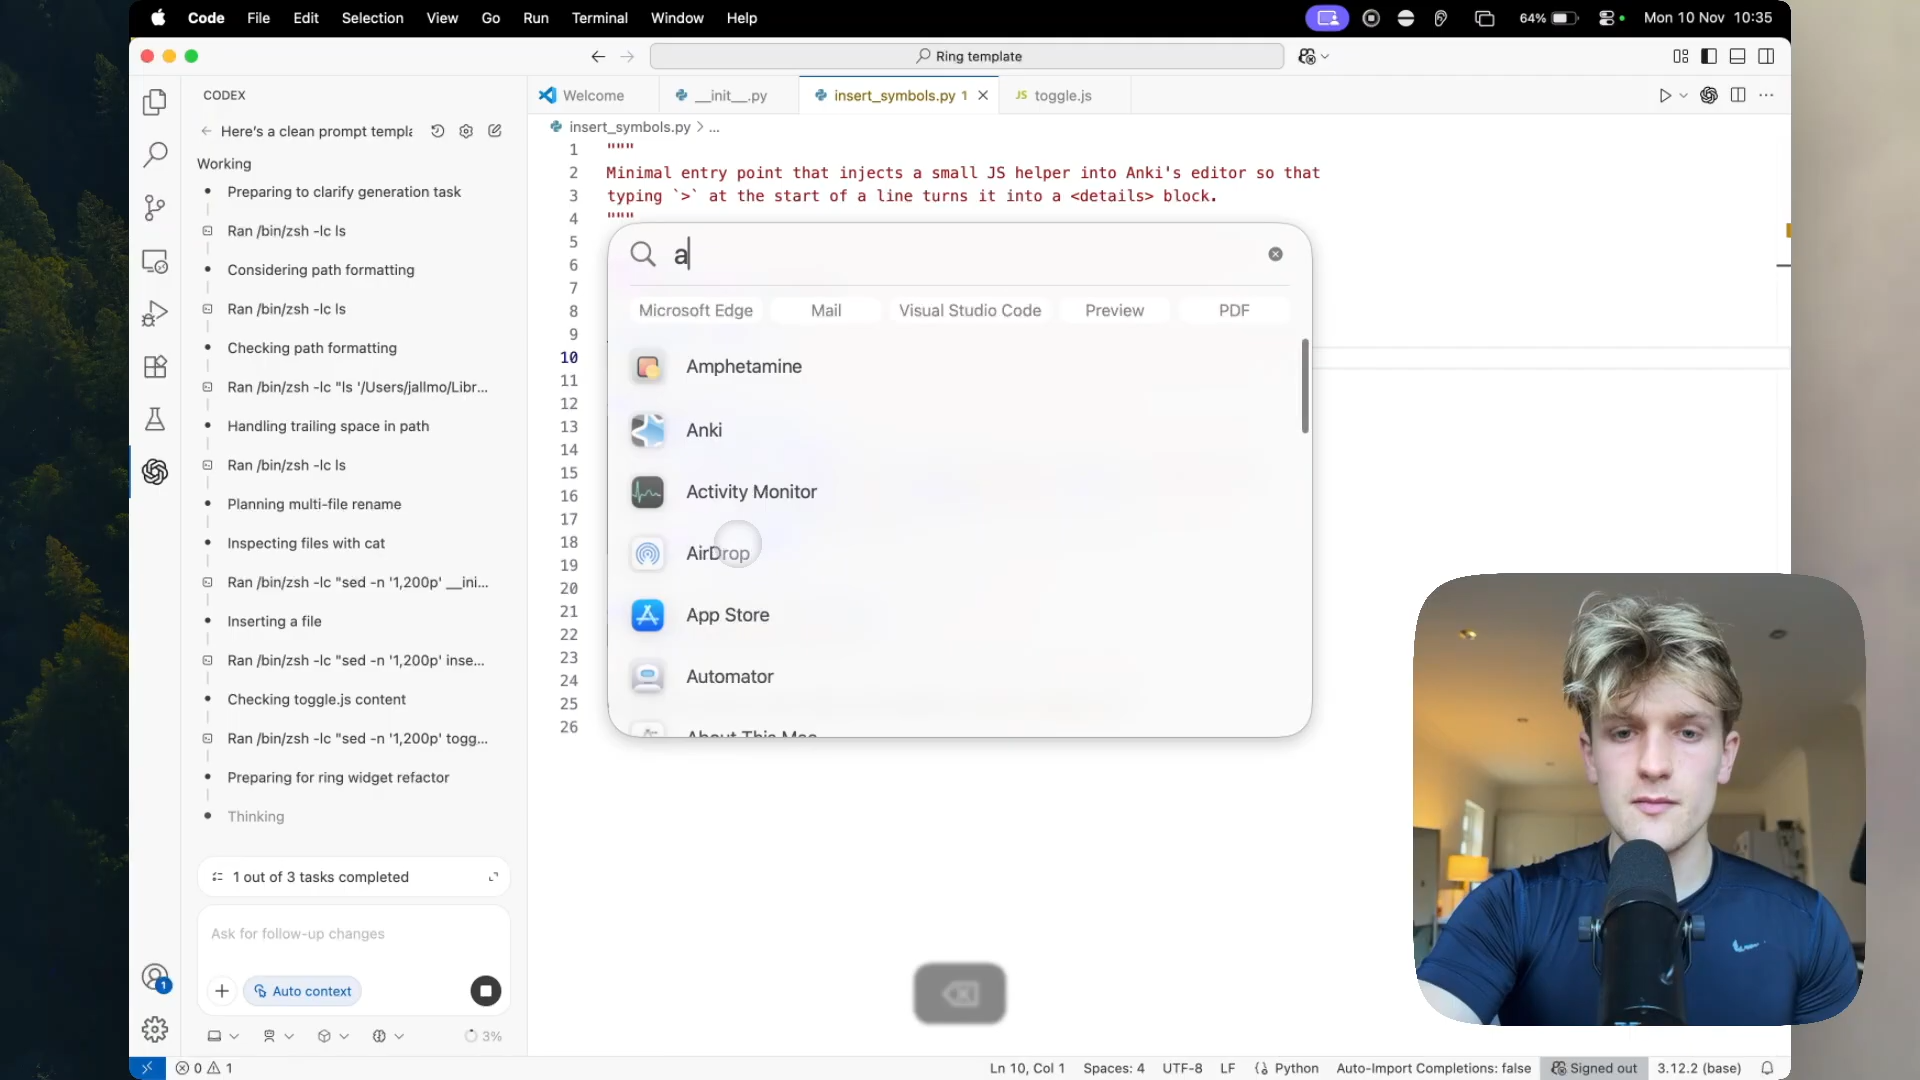 Code File Edit Selection View Go Run Terminal Window Help
64% Mon 10 Nov 10:35
Ring template
CODEX
Here's a clean prompt templa
Working
Preparing to clarify generation task
Ran /bin/zsh -lc ls
Considering path formatting
Ran /bin/zsh -lc ls
Checking path formatting
Ran /bin/zsh -lc "ls '/Users/jallmo/Libr...
Handling trailing space in path
Ran /bin/zsh -lc ls
Planning multi-file rename
Inspecting files with cat
Ran /bin/zsh -lc "sed -n '1,200p' __ini...
Inserting a file
Ran /bin/zsh -lc "sed -n '1,200p' inse...
Checking toggle.js content
Ran /bin/zsh -lc "sed -n '1,200p' togg...
Preparing for ring widget refactor
Thinking
1 out of 3 tasks completed
Ask for follow-up changes
Auto context
3%
1
Welcome
__init__.py
insert_symbols.py 1
JS toggle.js
insert_symbols.py > ...
1 """
2 Minimal entry point that injects a small JS helper into Anki's editor so that
3 typing `>` at the start of a line turns it into a <details> block.
4 """
5
6
7
8
9
10
11
12
13
14
15
16
17
18
19
20
21
22
23
24
25
26
a
Microsoft Edge Mail Visual Studio Code Preview PDF
Amphetamine
Anki
Activity Monitor
AirDrop
App Store
Automator
About This Mac
0 1
Ln 10, Col 1 Spaces: 4 UTF-8 LF Python Auto-Import Completions: false Signed out 3.12.2 (base)